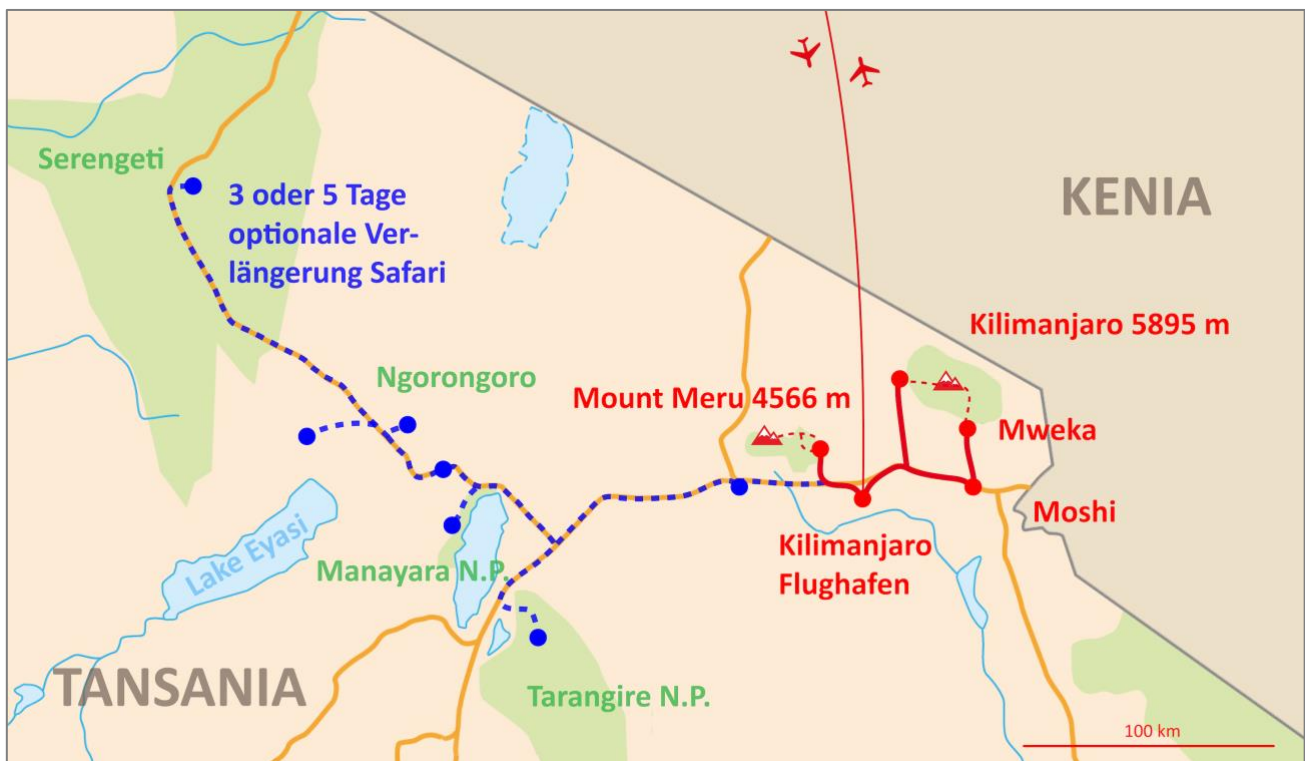 Serengeti
3 oder 5 Tage
optionale Ver-
längerung Safari
KENIA
Kilimanjaro 5895 m
Ngorongoro
Mount Meru 4566 m
Mweka
Moshi
Kilimanjaro
Flughafen
Lake Eyasi
Manayara N.P.
TANSANIA
Tarangire N.P.
100 km